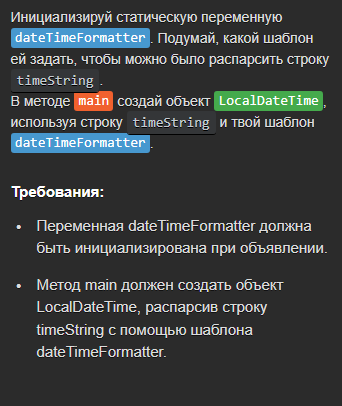 Инициализируй статическую переменную
dateTimeFormatter. Подумай, какой шаблон
ей задать, чтобы можно было распарсить строку
timeString.
В методе main создай объект LocalDateTime,
используя строку timeString и твой шаблон
dateTimeFormatter.
Требования:
• Переменная dateTimeFormatter должна
быть инициализирована при объявлении.
• Метод main должен создать объект
LocalDateTime, распарсив строку
timeString с помощью шаблона
dateTimeFormatter.